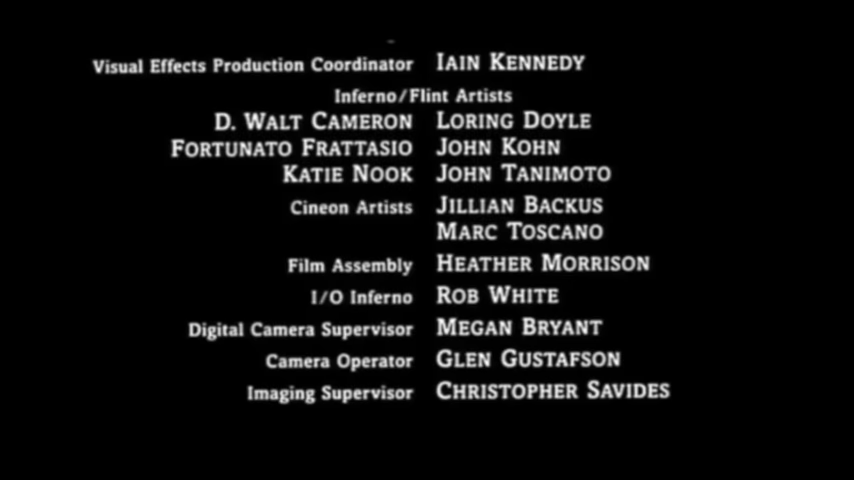 Visual Effects Production Coordinator IAIN KENNEDY
Inferno/Flint Artists
D. WALT CAMERON LORING DOYLE
FORTUNATO FRATTASIO JOHN KOHN
KATIE NOOK JOHN TANIMOTO
Cineon Artists JILLIAN BACKUS
MARC TOSCANO
Film Assembly HEATHER MORRISON
I/O Inferno ROB WHITE
Digital Camera Supervisor MEGAN BRYANT
Camera Operator GLEN GUSTAFSON
Imaging Supervisor CHRISTOPHER SAVIDES